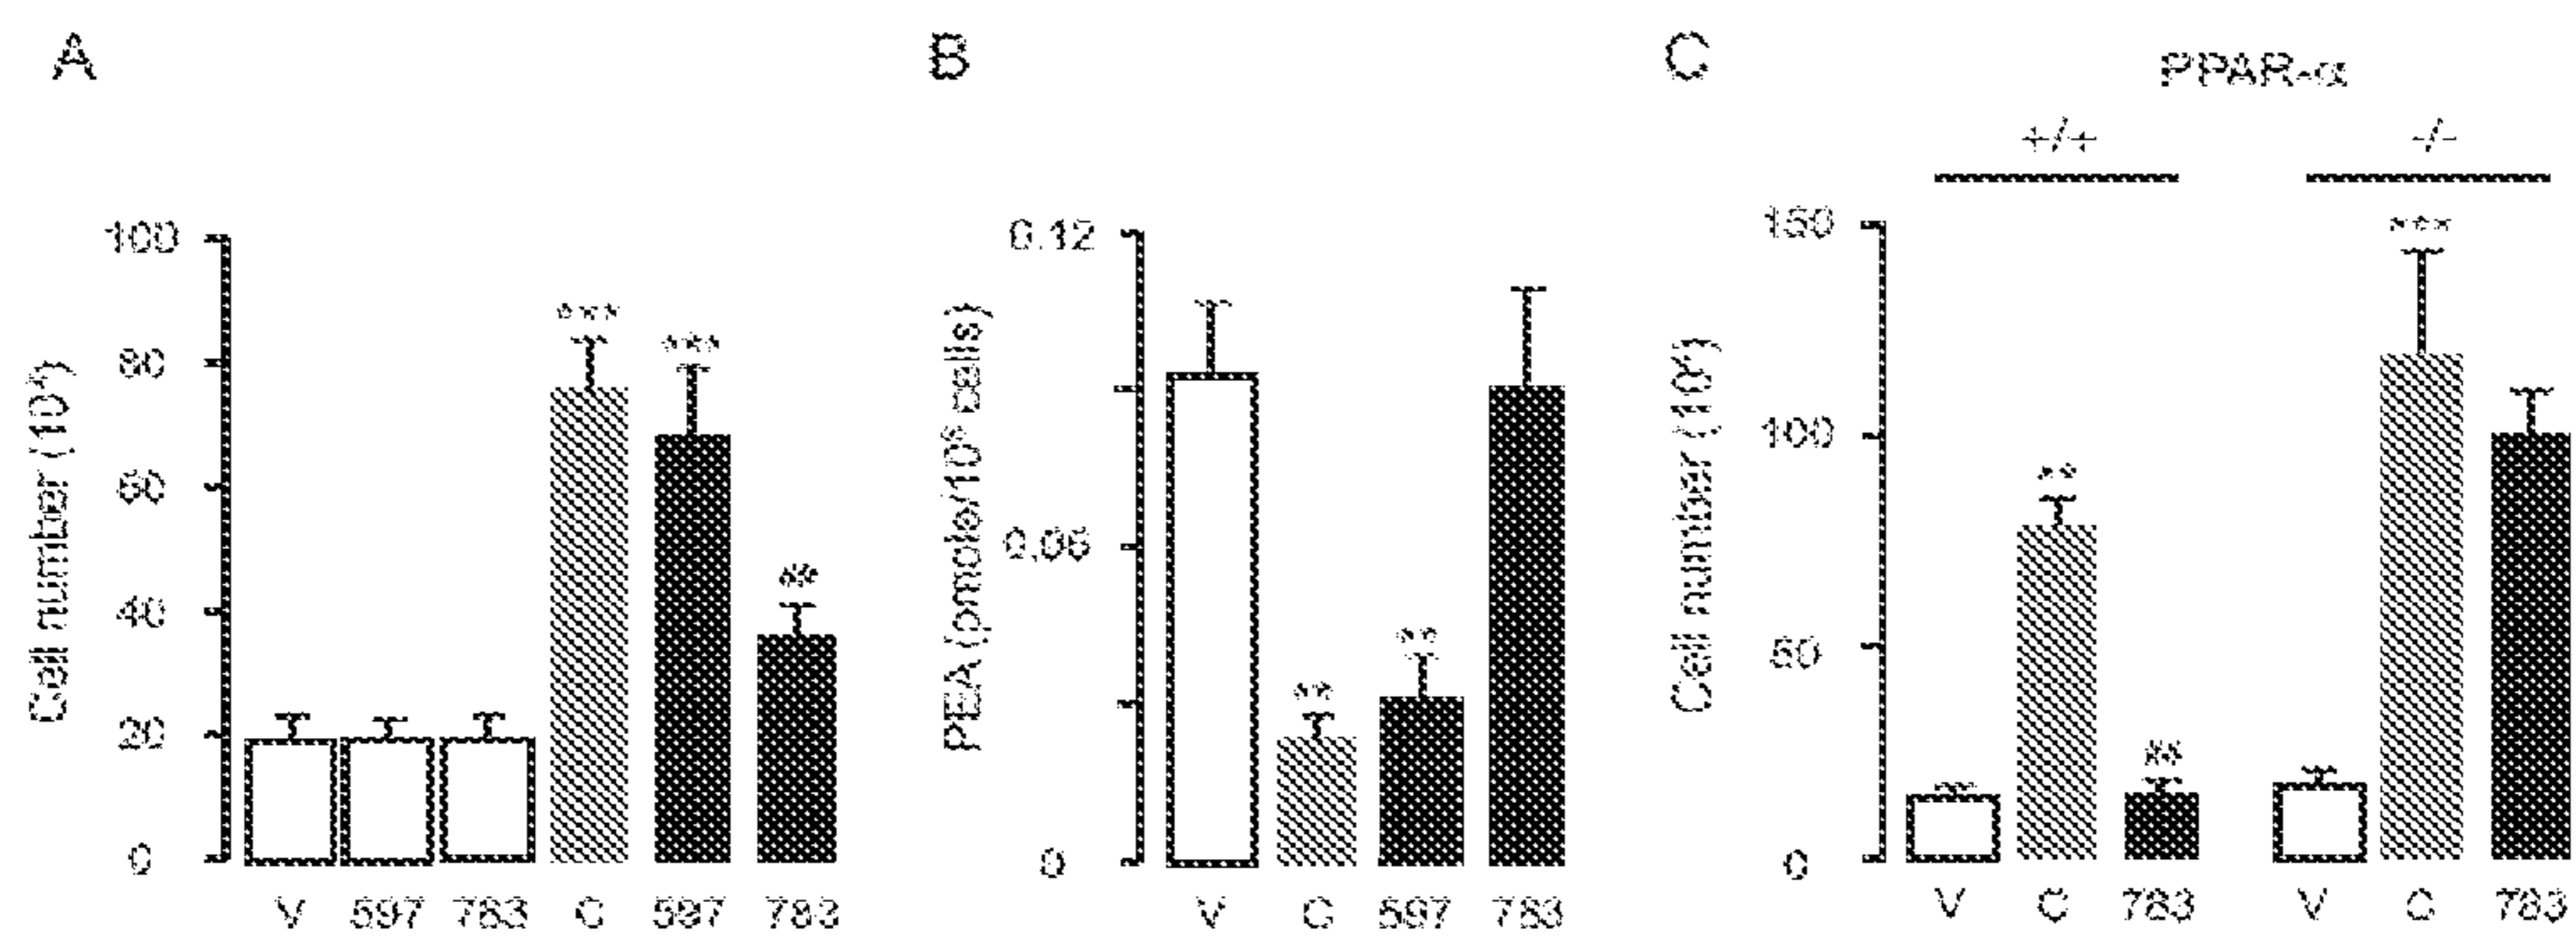 A
Cell number (10⁴)
100
80
60
40
20
0
***
***
##
V 597 783 C 597 783
B
PEA (pmole/10⁶ cells)
0.12
0.06
0
**
**
V C 597 783
C
PPAR-α
+/+ -/-
Cell number (10⁴)
150
100
50
0
**
##
***
V C 783 V C 783